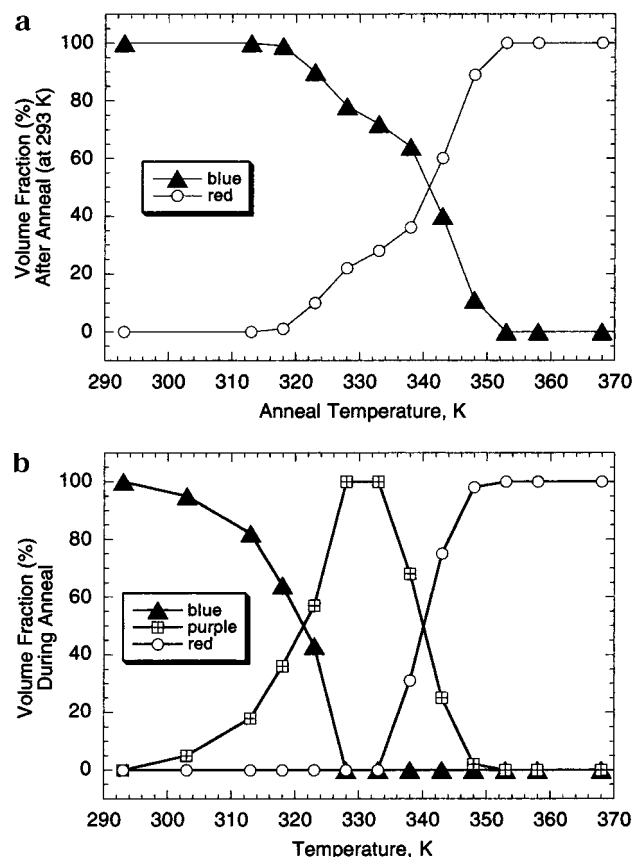 a
Volume Fraction (%)
After Anneal (at 293 K)
100
80
60
40
20
0
blue
red
290 300 310 320 330 340 350 360 370
Anneal Temperature, K
b
Volume Fraction (%)
During Anneal
100
80
60
40
20
0
blue
purple
red
290 300 310 320 330 340 350 360 370
Temperature, K